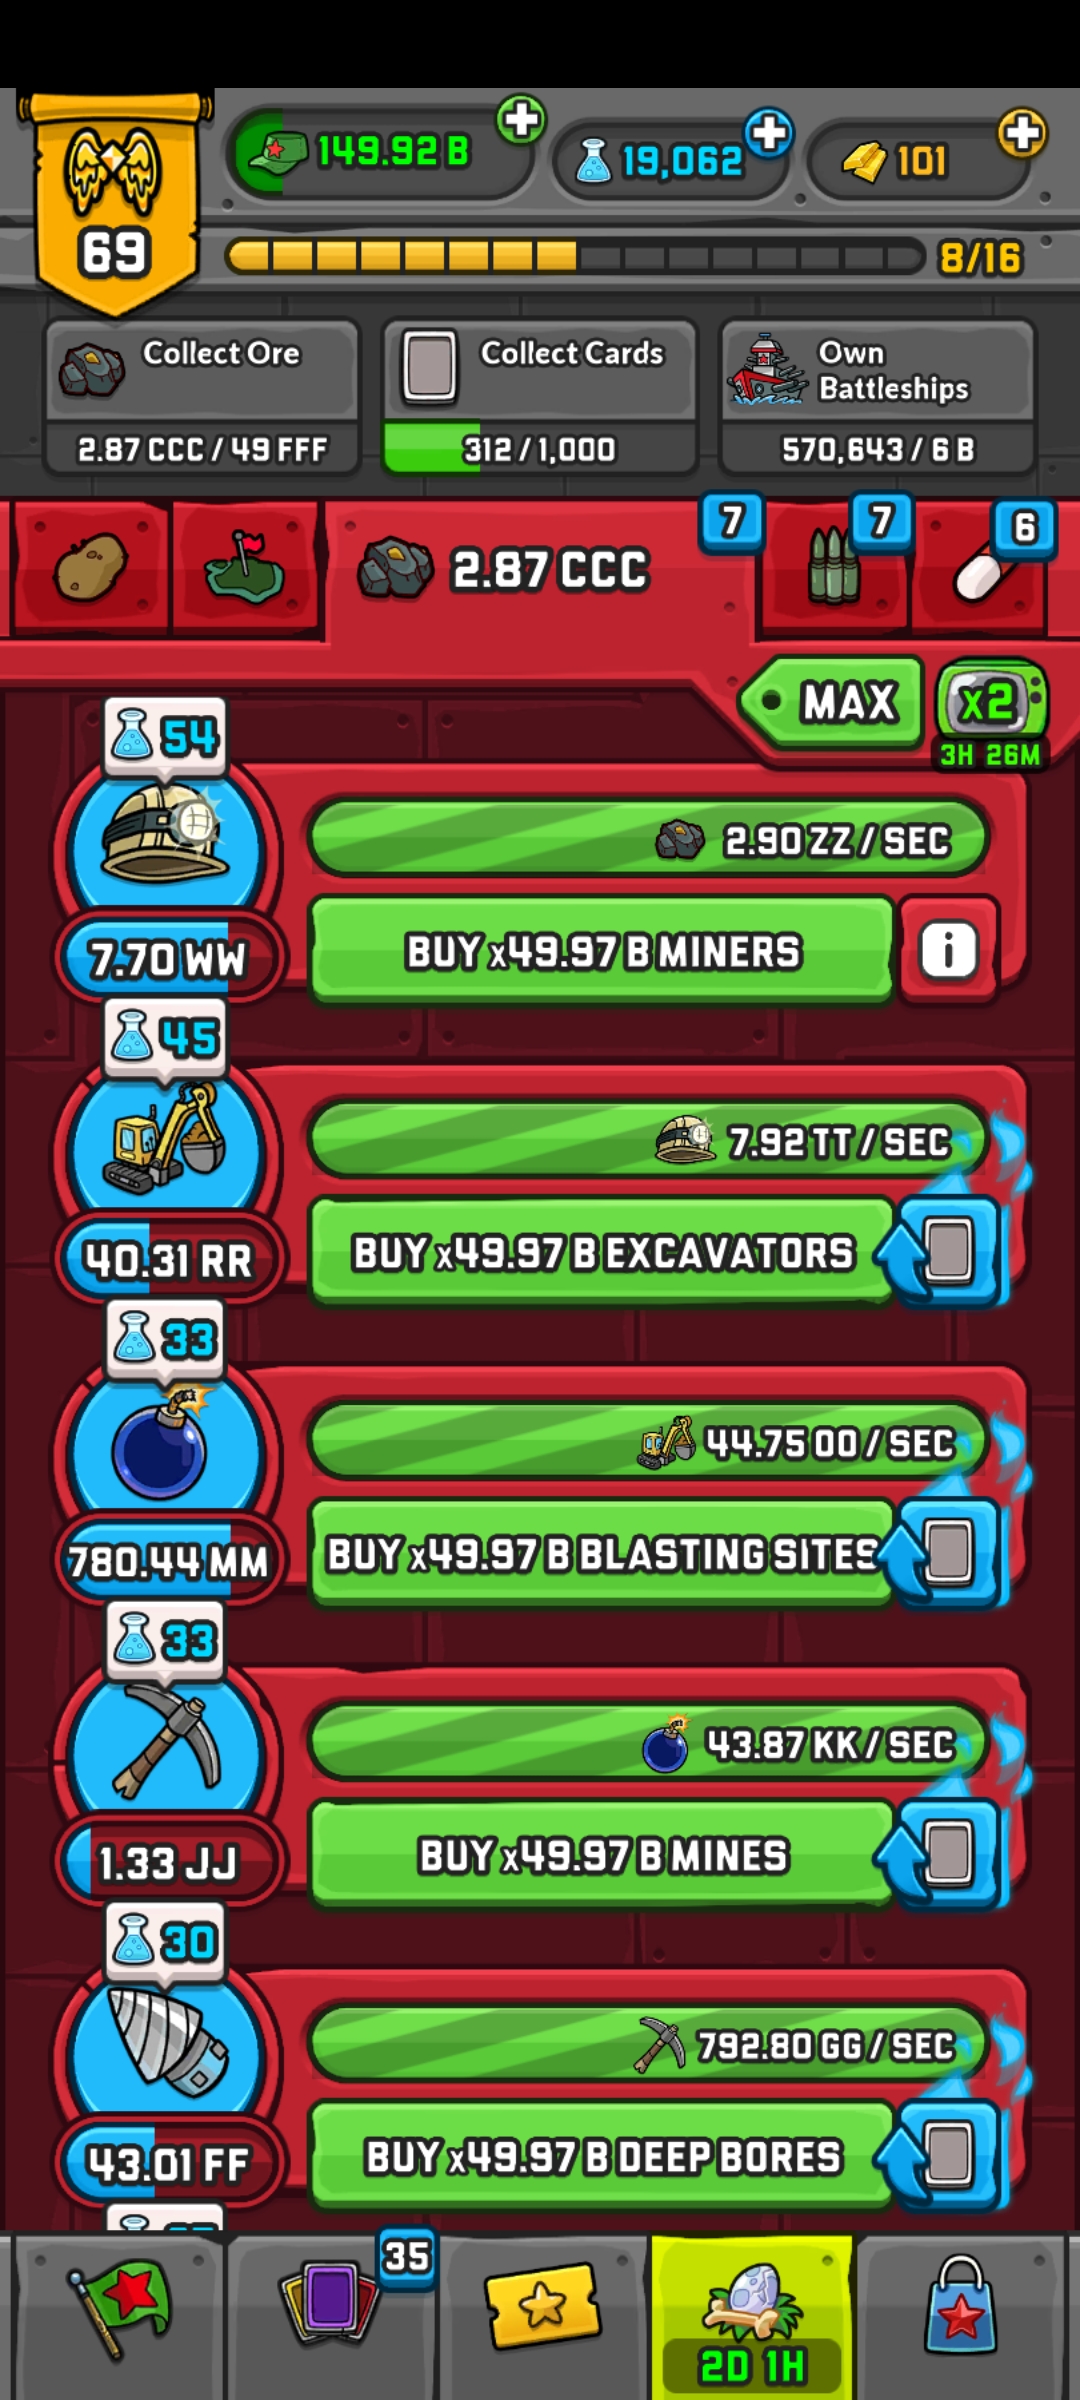 69
149.92 B
19,062
101
8/16
Collect Ore
2.87 CCC / 49 FFF
Collect Cards
312 / 1,000
Own
Battleships
570,643 / 6 B
2.87 CCC
7
7
6
MAX
x2
3H 26M
54
2.90 ZZ / SEC
7.70 WW
BUY x49.97 B MINERS
i
45
7.92 TT / SEC
40.31 RR
BUY x49.97 B EXCAVATORS
33
44.75 OO / SEC
780.44 MM
BUY x49.97 B BLASTING SITES
33
43.87 KK / SEC
1.33 JJ
BUY x49.97 B MINES
30
792.80 GG / SEC
43.01 FF
BUY x49.97 B DEEP BORES
35
2D 1H